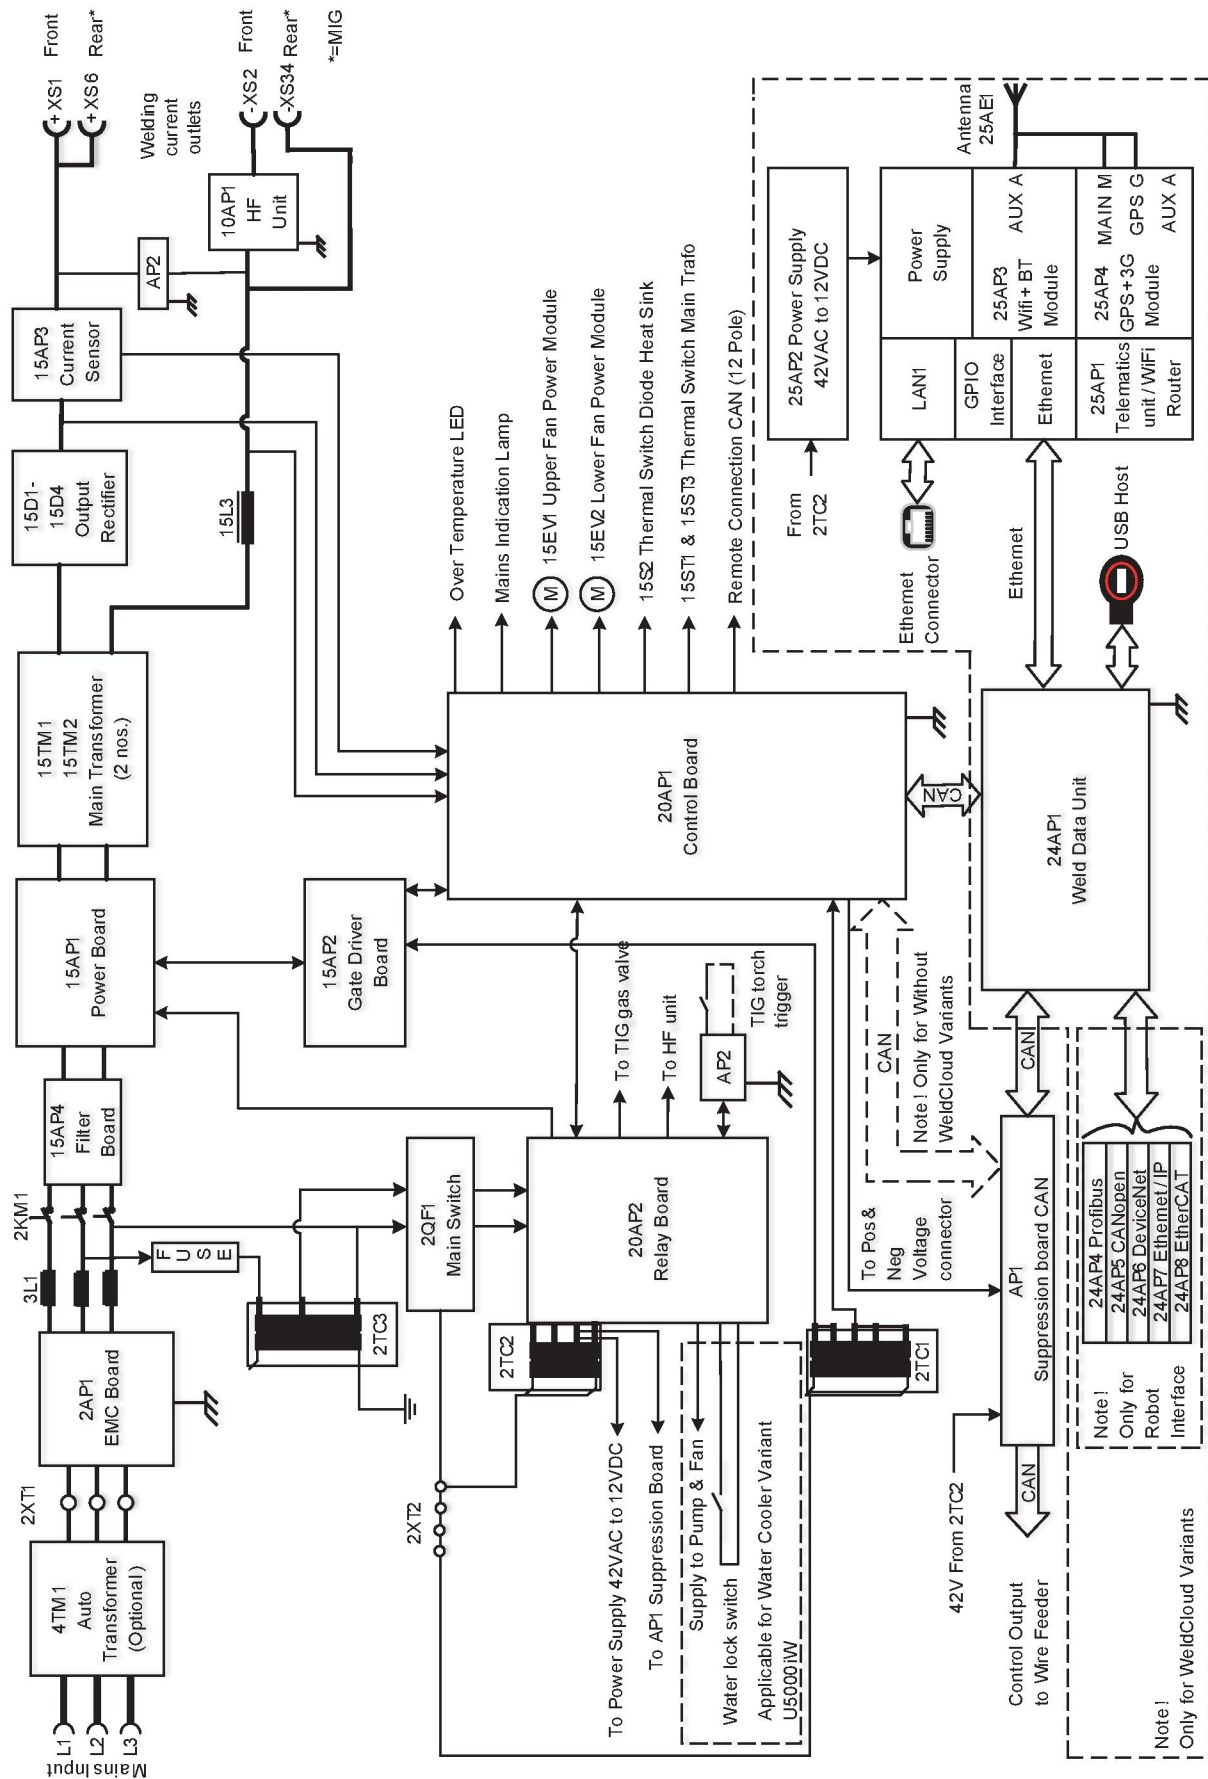 Mains Input
L1
L2
L3
4TM1
Auto
Transformer
(Optional)
2XT1
2AP1
EMC Board
3L1
2KM1
FUSE
15AP4
Filter
Board
15AP1
Power Board
15TM1
15TM2
Main Transformer
(2 nos.)
15D1-
15D4
Output
Rectifier
15AP3
Current
Sensor
15L3
AP2
10AP1
HF
Unit
Welding
current
outlets
+ XS1 Front
+ XS6 Rear*
-XS2 Front
-XS34 Rear*
*=MIG
2TC3
2QF1
Main Switch
15AP2
Gate Driver
Board
2XT2
2TC2
20AP2
Relay Board
To TIG gas valve
To HF unit
AP2
TIG torch
trigger
To Power Supply 42VAC to 12VDC
To AP1 Suppression Board
Supply to Pump & Fan
Water lock switch
Applicable for Water Cooler Variant
U5000iW
2TC1
20AP1
Control Board
Over Temperature LED
Mains Indication Lamp
M
15EV1 Upper Fan Power Module
M
15EV2 Lower Fan Power Module
15S2 Thermal Switch Diode Heat Sink
15ST1 & 15ST3 Thermal Switch Main Trafo
Remote Connection CAN (12 Pole)
To Pos &
Neg
Voltage
connector
CAN
Note! Only for Without
WeldCloud Variants
CAN
42V From 2TC2
AP1
Suppression board CAN
CAN
Control Output
to Wire Feeder
CAN
24AP1
Weld Data Unit
Note!
Only for
Robot
Interface
24AP4 Profibus
24AP5 CANopen
24AP6 DeviceNet
24AP7 Ethernet / IP
24AP8 EtherCAT
Ethernet
USB Host
Ethernet
Connector
From
2TC2
25AP2 Power Supply
42VAC to 12VDC
LAN1
Power
Supply
GPIO
Interface
Ethernet
25AP3
Wifi + BT
Module
AUX A
25AP1
Telematics
unit / WiFi
Router
25AP4
GPS+3G
Module
MAIN M
GPS G
AUX A
Antenna
25AE1
Note!
Only for WeldCloud Variants